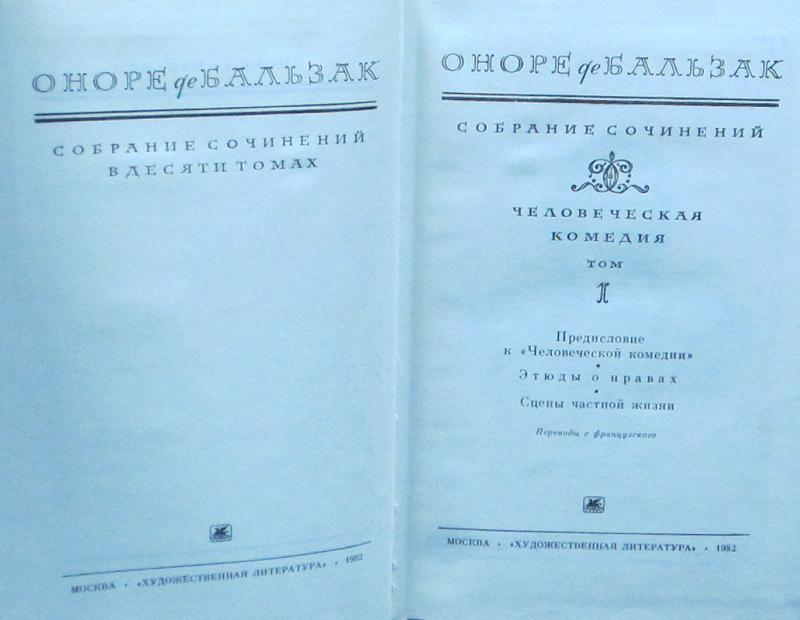 ОНОРЕ де БАЛЬЗАК
СОБРАНИЕ СОЧИНЕНИЙ
В ДЕСЯТИ ТОМАХ
МОСКВА · «ХУДОЖЕСТВЕННАЯ ЛИТЕРАТУРА» · 1982
ОНОРЕ де БАЛЬЗАК
СОБРАНИЕ СОЧИНЕНИЙ
ЧЕЛОВЕЧЕСКАЯ
КОМЕДИЯ
ТОМ
1
Предисловие
к «Человеческой комедии»
Этюды о нравах
Сцены частной жизни
Переводы с французского
МОСКВА · «ХУДОЖЕСТВЕННАЯ ЛИТЕРАТУРА» · 1982